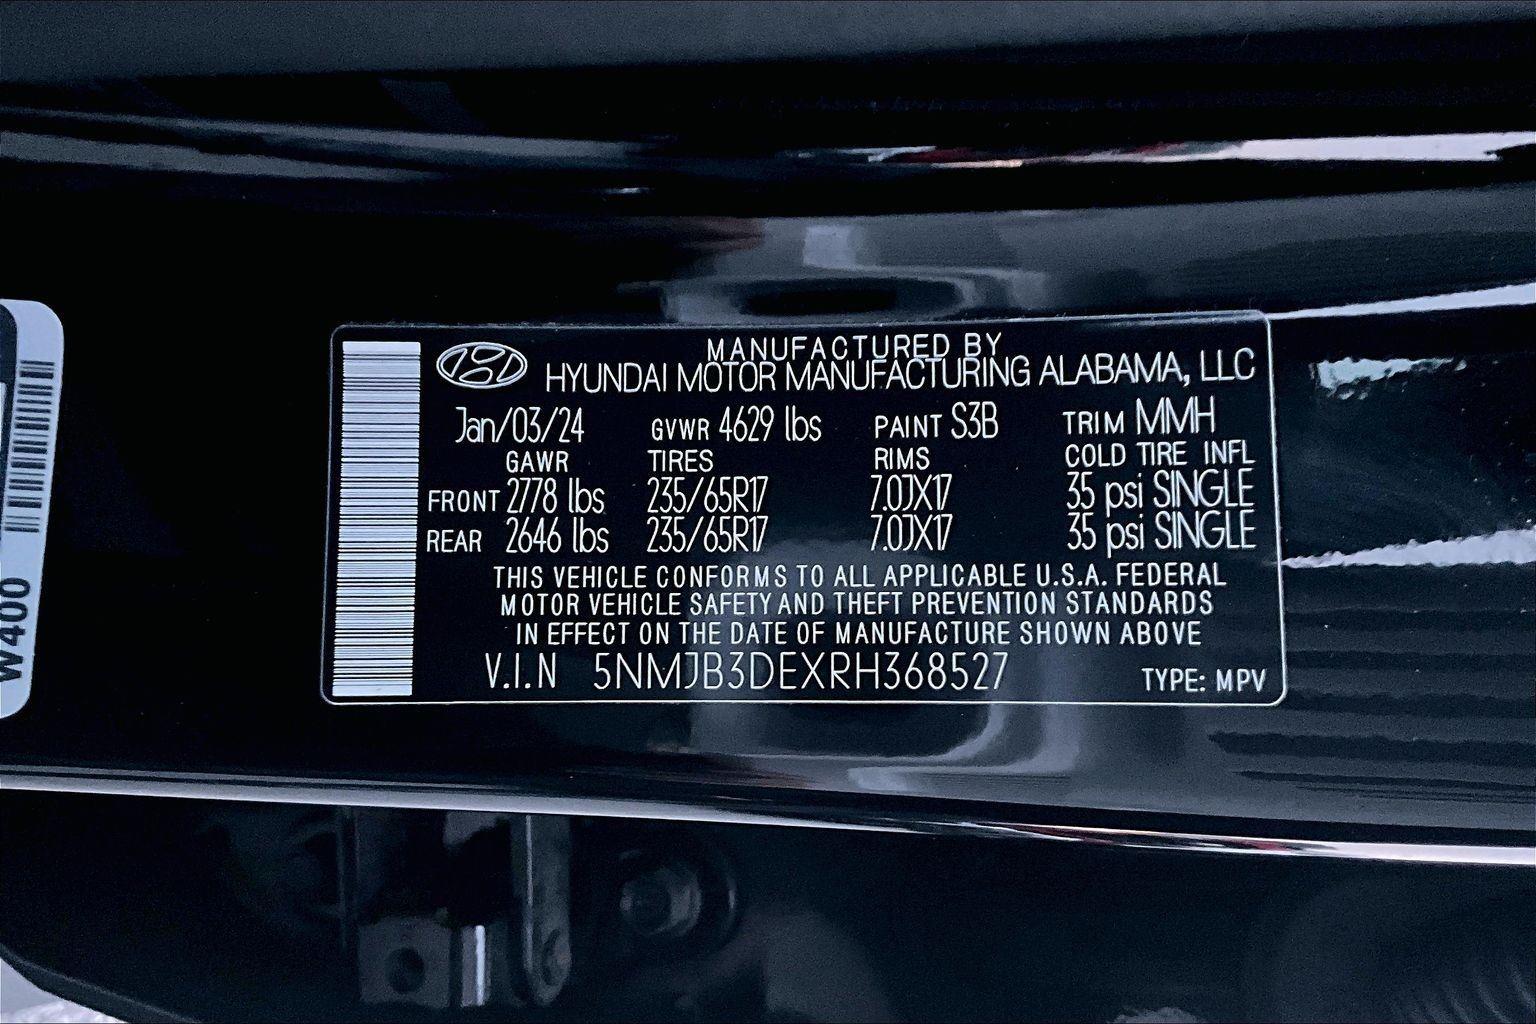 MANUFACTURED BY
HYUNDAI MOTOR MANUFACTURING ALABAMA, LLC
Jan/03/24 GVWR 4629 lbs PAINT S3B TRIM MMH
GAWR TIRES RIMS COLD TIRE INFL
FRONT 2778 lbs 235/65R17 7.0JX17 35 psi SINGLE
REAR 2646 lbs 235/65R17 7.0JX17 35 psi SINGLE
THIS VEHICLE CONFORMS TO ALL APPLICABLE U.S.A. FEDERAL
MOTOR VEHICLE SAFETY AND THEFT PREVENTION STANDARDS
IN EFFECT ON THE DATE OF MANUFACTURE SHOWN ABOVE
V.I.N 5NMJB3DEXRH368527 TYPE: MPV
W400